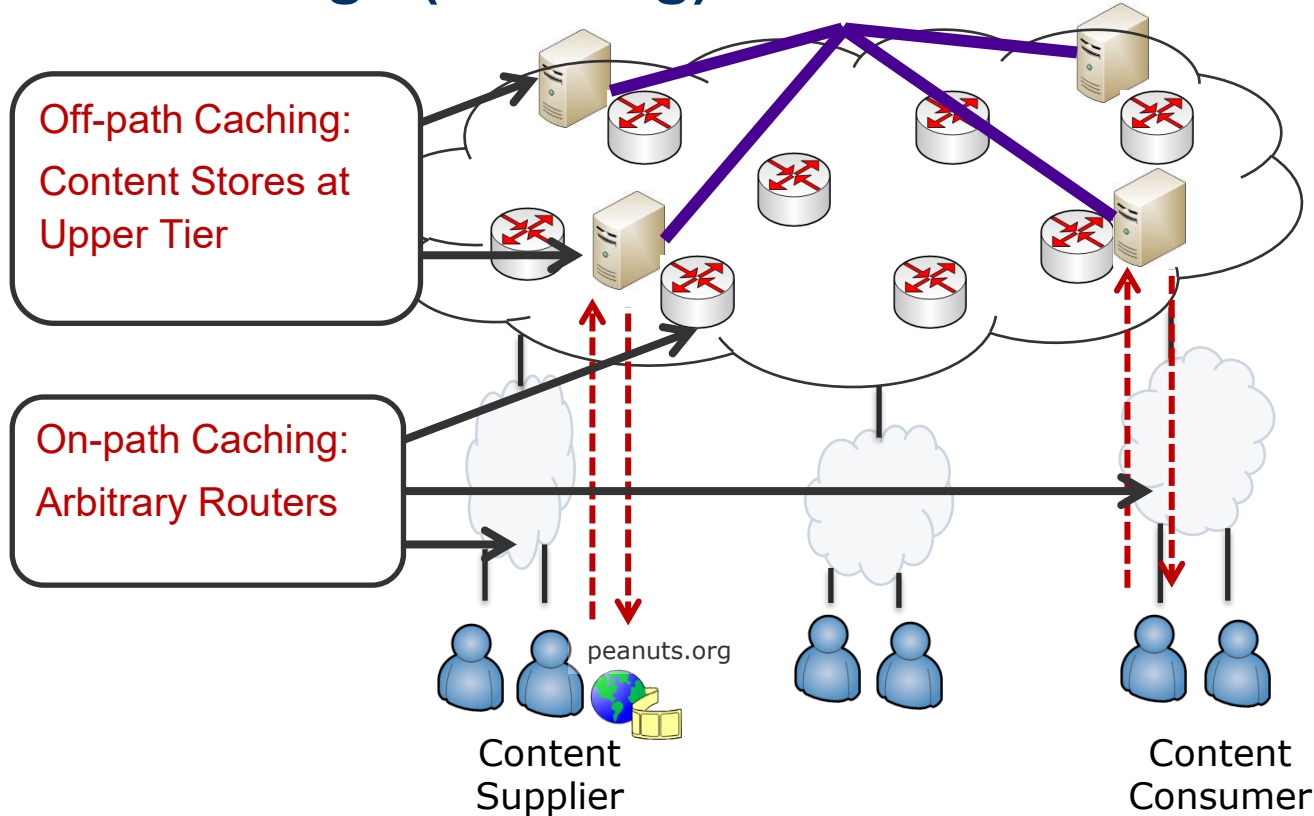 Off-path Caching:
Content Stores at
Upper Tier
On-path Caching:
Arbitrary Routers
peanuts.org
Content
Supplier
Content
Consumer